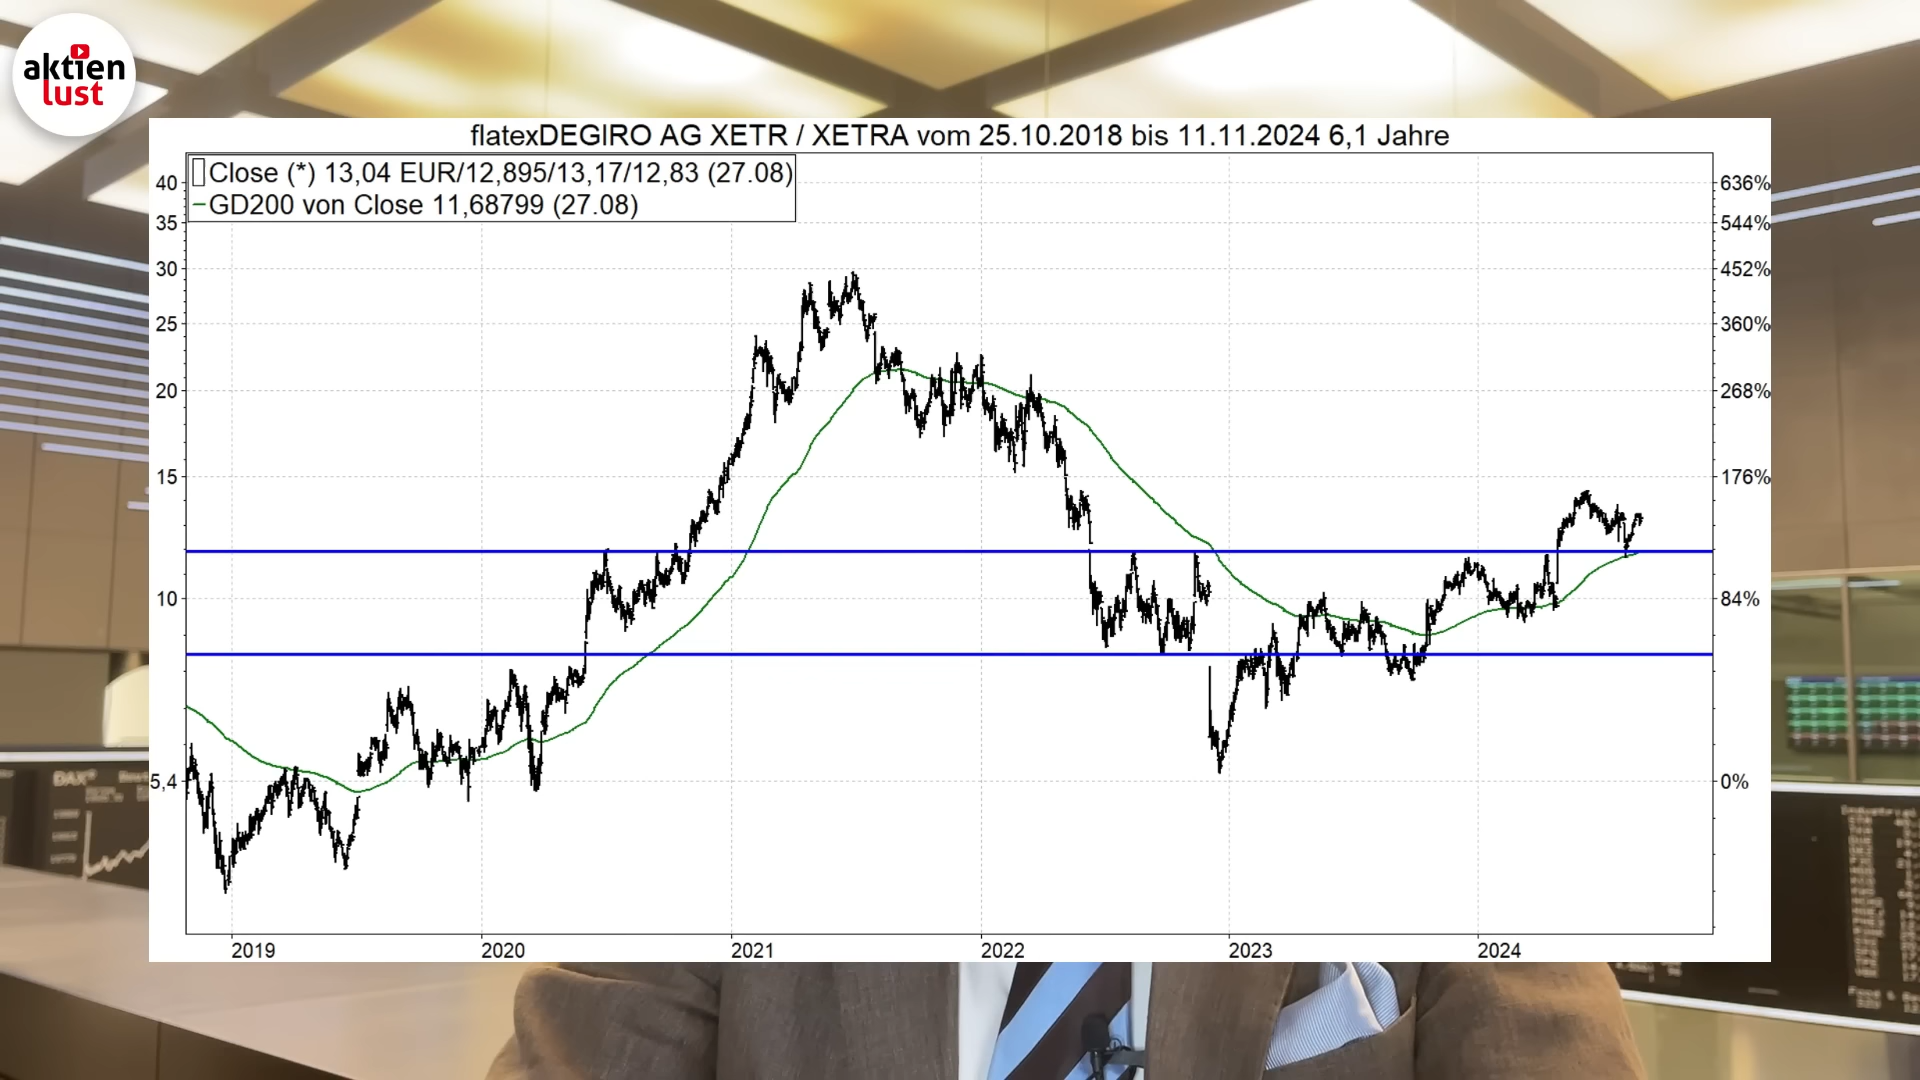 aktien
lust
flatexDEGIRO AG XETR / XETRA vom 25.10.2018 bis 11.11.2024 6,1 Jahre
Close (*) 13,04 EUR/12,895/13,17/12,83 (27.08)
GD200 von Close 11,68799 (27.08)
40 636%
35 544%
30 452%
25 360%
20 268%
15 176%
10 84%
5,4 0%
2019 2020 2021 2022 2023 2024
DAX